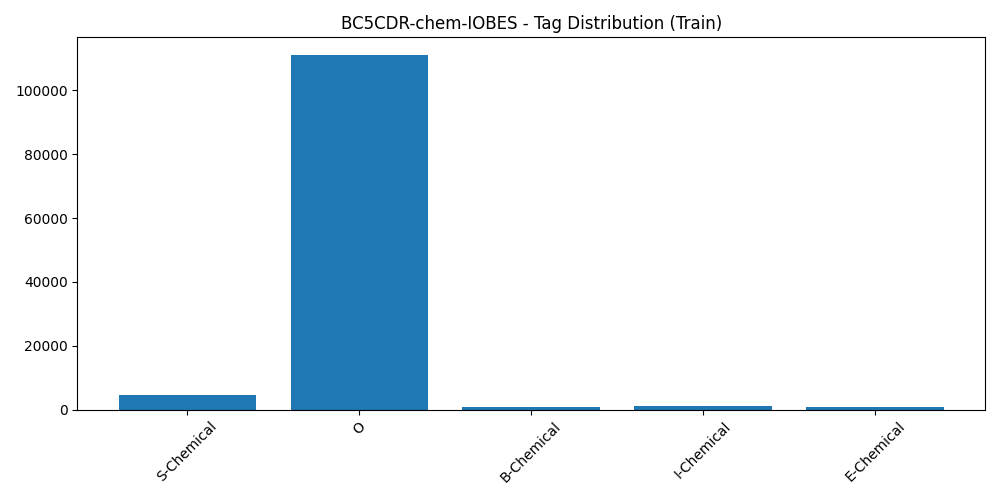 BC5CDR-chem-IOBES - Tag Distribution (Train)
100000
80000
60000
40000
20000
0
S-Chemical
O
B-Chemical
I-Chemical
E-Chemical